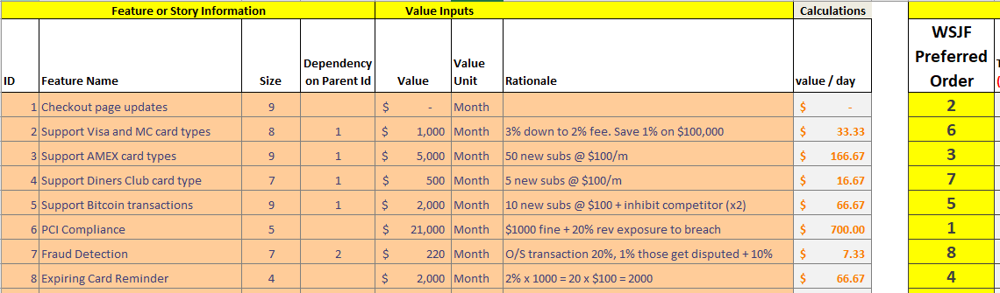 Feature or Story Information Value Inputs Calculations
ID Feature Name Size Dependency on Parent Id Value Value Unit Rationale value / day WSJF Preferred Order
1 Checkout page updates 9 $ - Month $ - 2
2 Support Visa and MC card types 8 1 $ 1,000 Month 3% down to 2% fee. Save 1% on $100,000 $ 33.33 6
3 Support AMEX card types 9 1 $ 5,000 Month 50 new subs @ $100/m $ 166.67 3
4 Support Diners Club card type 7 1 $ 500 Month 5 new subs @ $100/m $ 16.67 7
5 Support Bitcoin transactions 9 1 $ 2,000 Month 10 new subs @ $100 + inhibit competitor (x2) $ 66.67 5
6 PCI Compliance 5 $ 21,000 Month $1000 fine + 20% rev exposure to breach $ 700.00 1
7 Fraud Detection 7 2 $ 220 Month O/S transaction 20%, 1% those get disputed + 10% $ 7.33 8
8 Expiring Card Reminder 4 $ 2,000 Month 2% x 1000 = 20 x $100 = 2000 $ 66.67 4